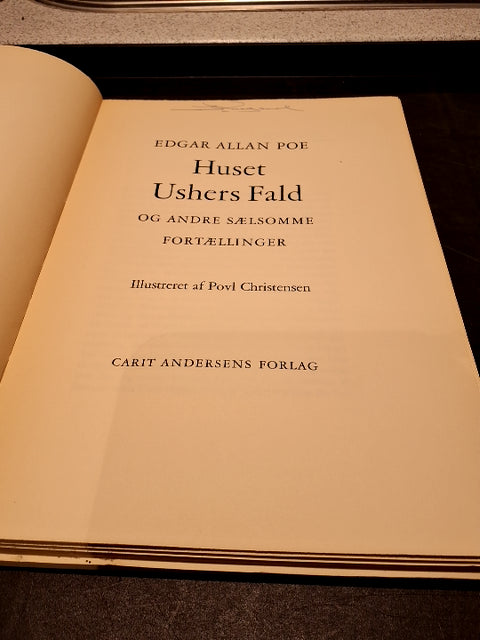 EDGAR ALLAN POE
Huset
Ushers Fald
OG ANDRE SÆLSOMME
FORTÆLLINGER
Illustreret af Povl Christensen
CARIT ANDERSENS FORLAG